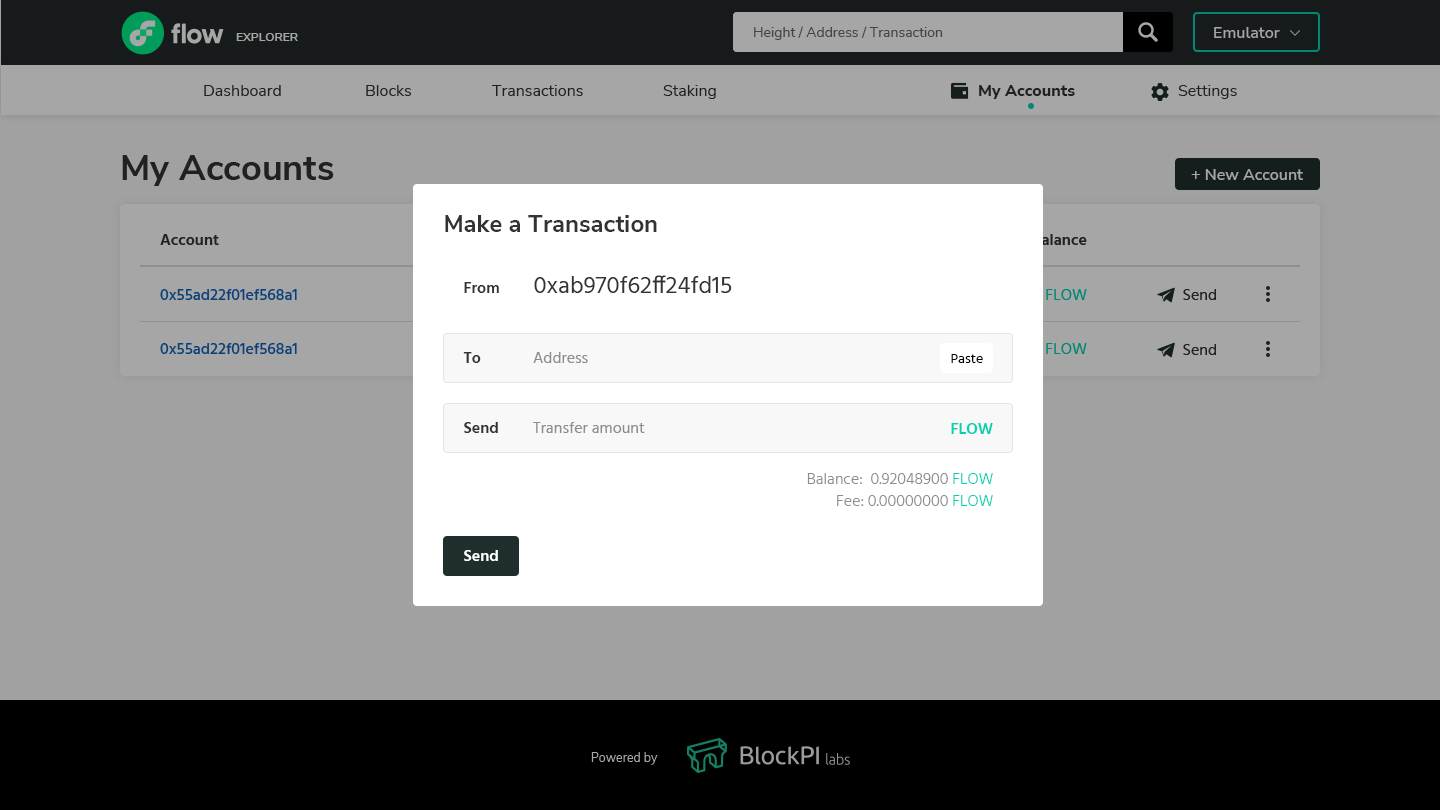 flow EXPLORER
Height / Address / Transaction
Emulator
Dashboard
Blocks
Transactions
Staking
My Accounts
Settings
My Accounts
+ New Account
Account
alance
0x55ad22f01ef568a1
FLOW
Send
0x55ad22f01ef568a1
FLOW
Send
Make a Transaction
From 0xab970f62ff24fd15
To Address Paste
Send Transfer amount FLOW
Balance: 0.92048900 FLOW
Fee: 0.00000000 FLOW
Send
Powered by BlockPI labs